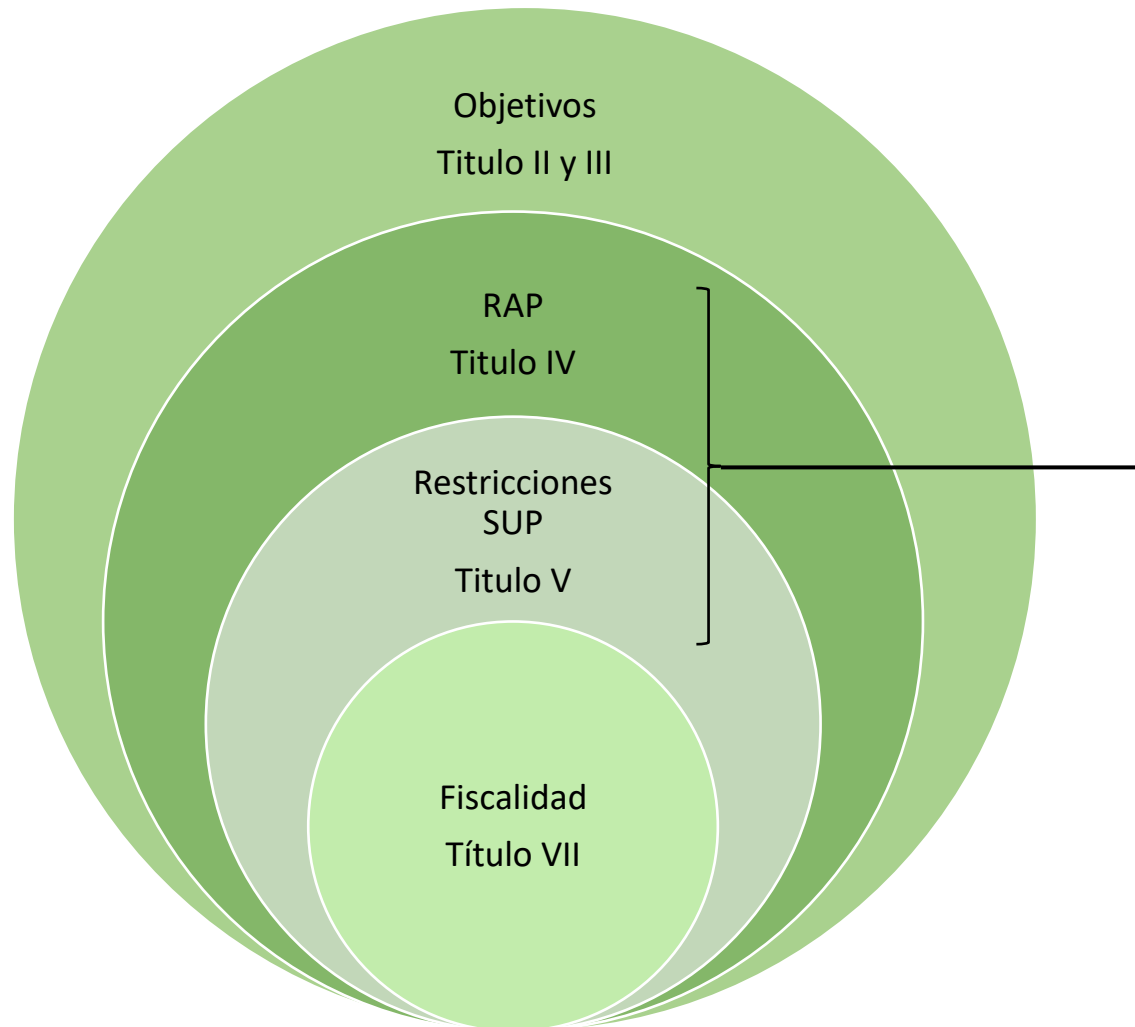 Objetivos
Titulo II y III
RAP
Titulo IV
Restricciones
SUP
Titulo V
Fiscalidad
Título VII